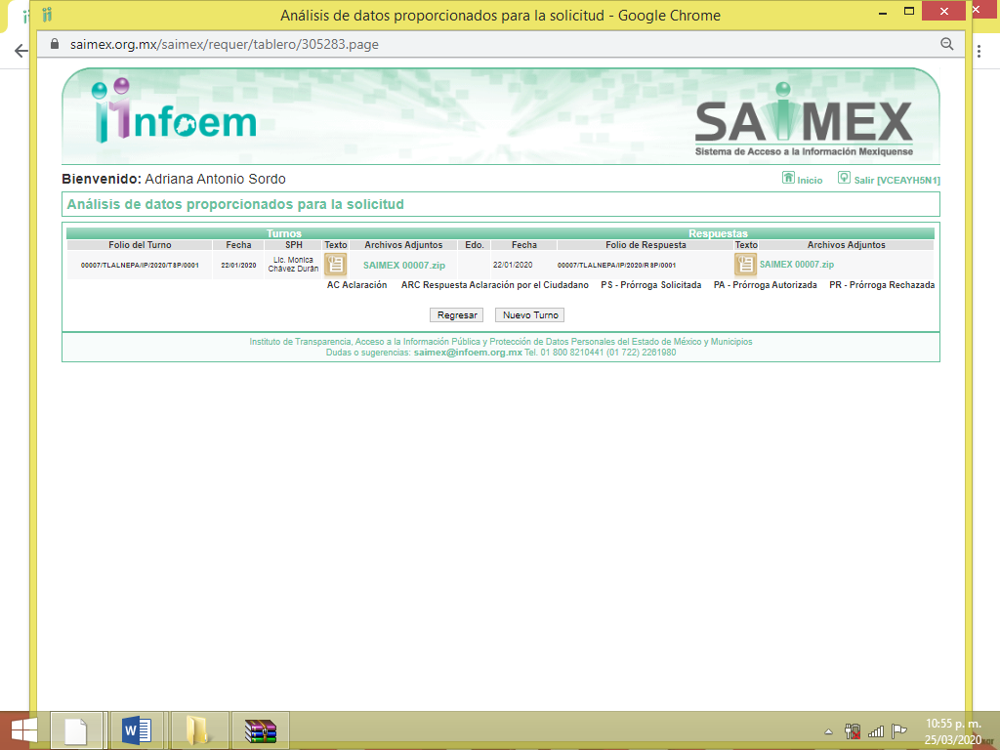 Análisis de datos proporcionados para la solicitud - Google Chrome
saimex.org.mx/saimex/requer/tablero/305283.page
infoem
SAIMEX
Sistema de Acceso a la Información Mexiquense
Bienvenido: Adriana Antonio Sordo
Inicio Salir [VCEAYH5N1]
Análisis de datos proporcionados para la solicitud
Turnos Respuestas
Folio del Turno Fecha SPH Texto Archivos Adjuntos Edo. Fecha Folio de Respuesta Texto Archivos Adjuntos
00007/TLALNEPA/IP/2020/TSP/0001 22/01/2020 Lic. Monica Chávez Durán SAIMEX 00007.zip 22/01/2020 00007/TLALNEPA/IP/2020/RSP/0001 SAIMEX 00007.zip
AC Aclaración ARC Respuesta Aclaración por el Ciudadano PS - Prórroga Solicitada PA - Prórroga Autorizada PR - Prórroga Rechazada
Regresar Nuevo Turno
Instituto de Transparencia, Acceso a la Información Pública y Protección de Datos Personales del Estado de México y Municipios
Dudas o sugerencias: saimex@infoem.org.mx Tel. 01 800 8210441 (01 722) 2261980
10:55 p. m.
25/03/2020